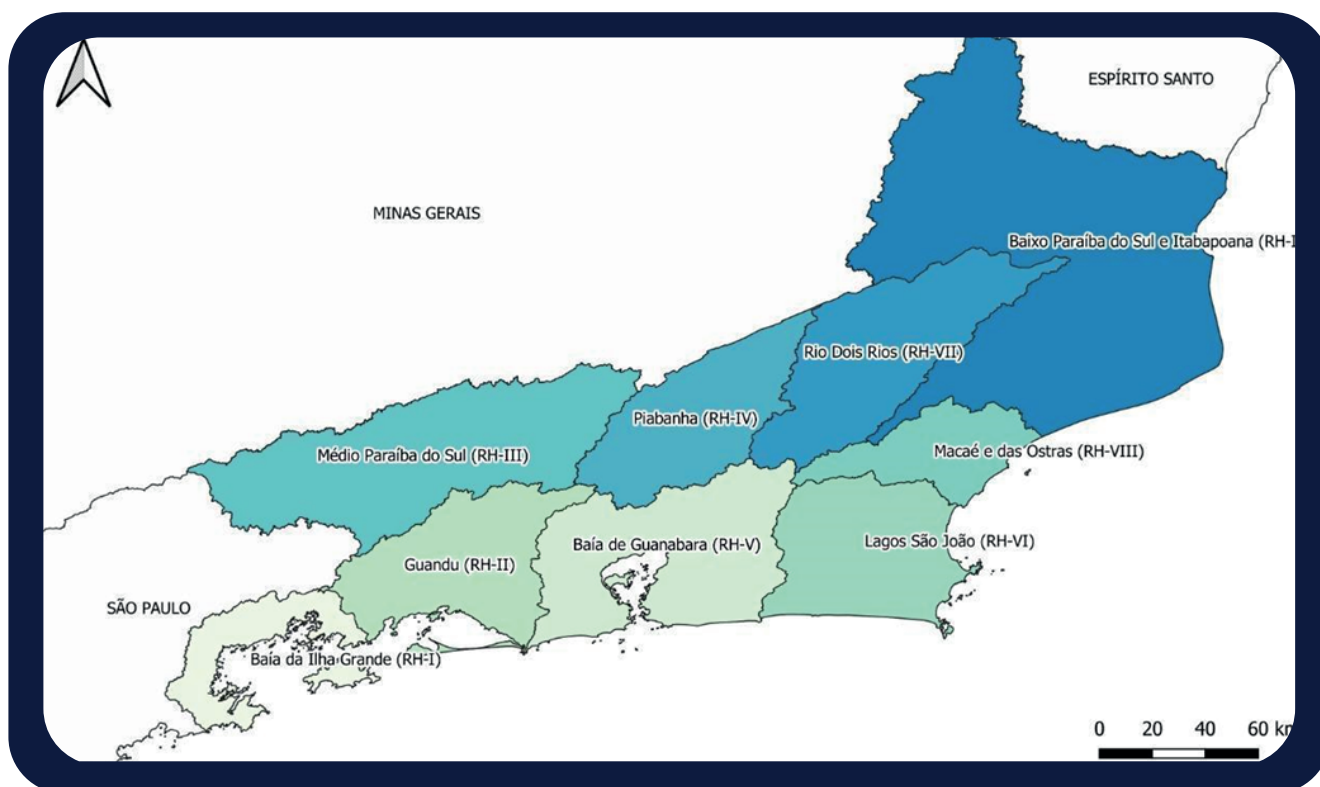 ESPÍRITO SANTO
MINAS GERAIS
Baixo Paraíba do Sul e Itabapoana (RH-I
Rio Dois Rios (RH-VII)
Piabanha (RH-IV)
Macaé e das Ostras (RH-VIII)
Médio Paraíba do Sul (RH-III)
Lagos São João (RH-VI)
Baía de Guanabara (RH-V)
Guandu (RH-II)
SÃO PAULO
Baía da Ilha Grande (RH-I)
0 20 40 60 km